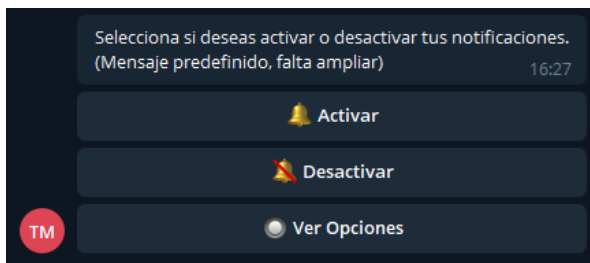 Selecciona si deseas activar o desactivar tus notificaciones.
(Mensaje predefinido, falta ampliar)
16:27
🔔 Activar
🔕 Desactivar
TM
🔘 Ver Opciones